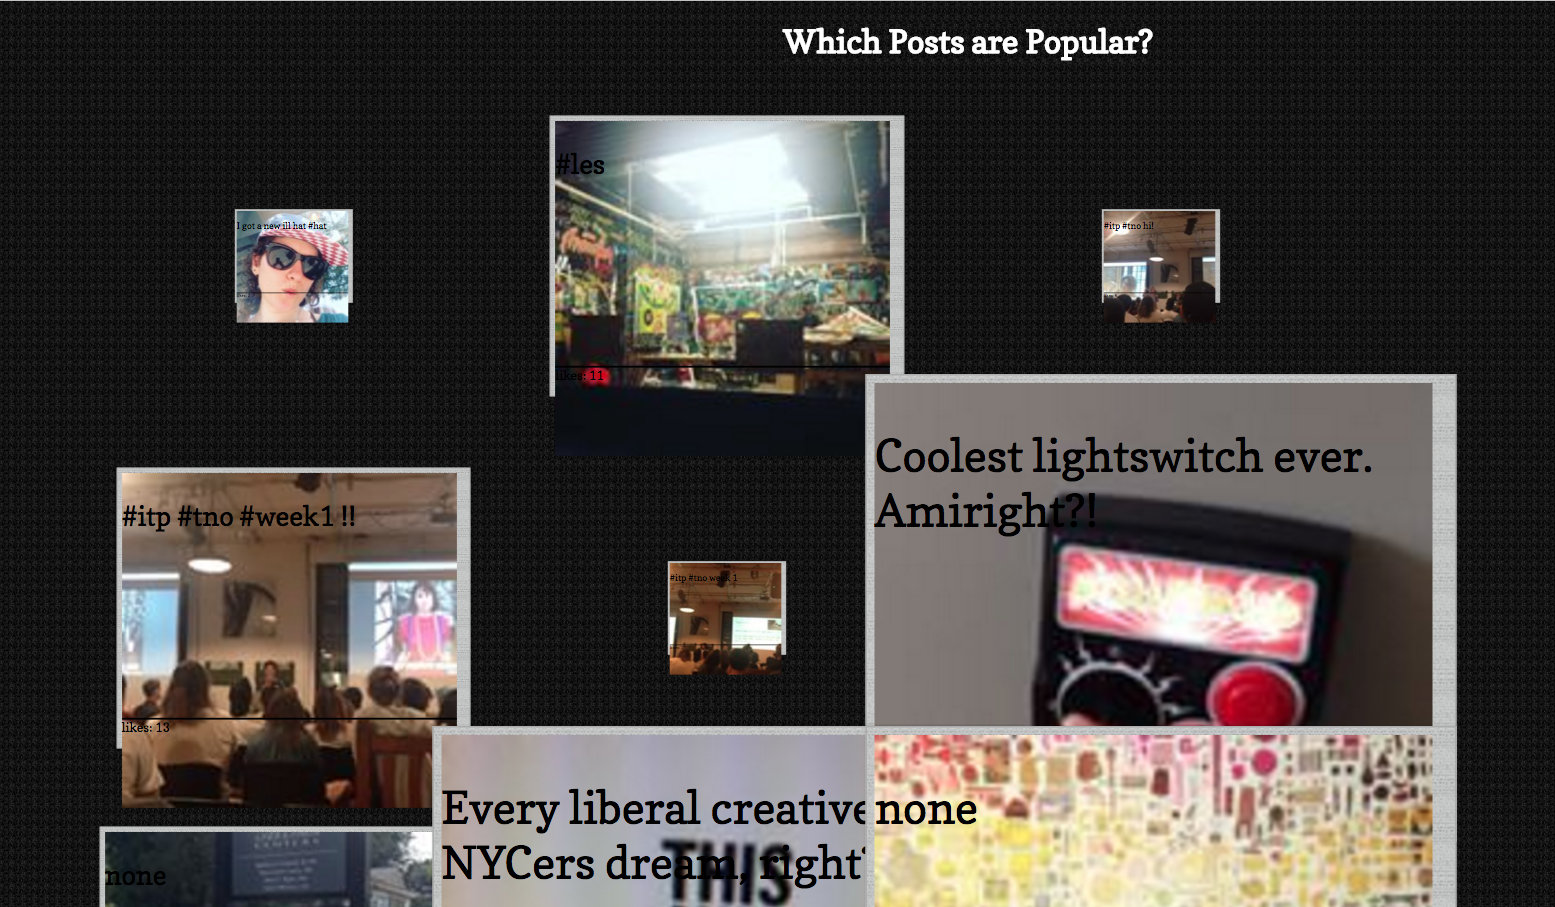 Which Posts are Popular?
#les
I got a new ill hat #hat
#itp #tno hi!
likes: 11
Coolest lightswitch ever.
Amiright?!
#itp #tno #week1 !!
#itp #tno week 1
likes: 13
Every liberal creative
NYCers dream, right?
THIS
none
none